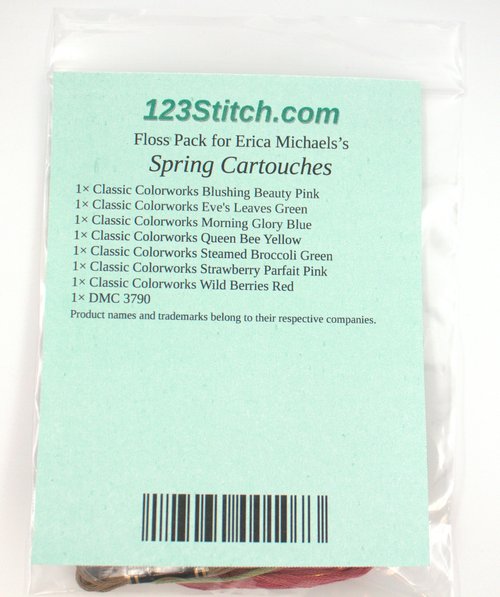 123Stitch.com
Floss Pack for Erica Michaels's
Spring Cartouches
1× Classic Colorworks Blushing Beauty Pink
1× Classic Colorworks Eve's Leaves Green
1× Classic Colorworks Morning Glory Blue
1× Classic Colorworks Queen Bee Yellow
1× Classic Colorworks Steamed Broccoli Green
1× Classic Colorworks Strawberry Parfait Pink
1× Classic Colorworks Wild Berries Red
1× DMC 3790
Product names and trademarks belong to their respective companies.